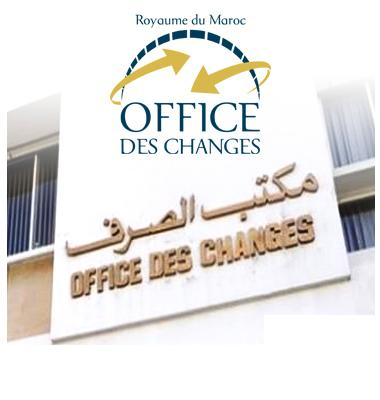 Royaume du Maroc
OFFICE
DES CHANGES
مكتب الصرف
OFFICE DES CHANGES